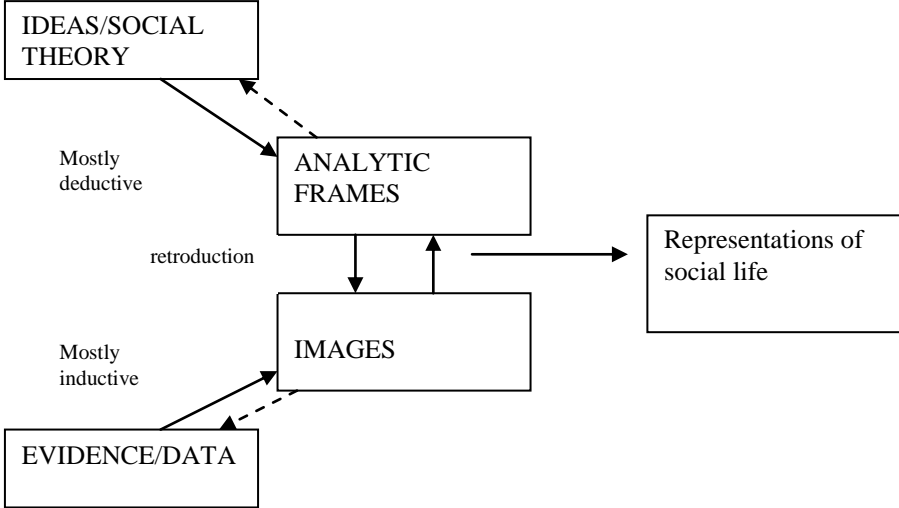 IDEAS/SOCIAL
THEORY
Mostly
deductive
ANALYTIC
FRAMES
retroduction
Representations of
social life
Mostly
inductive
IMAGES
EVIDENCE/DATA